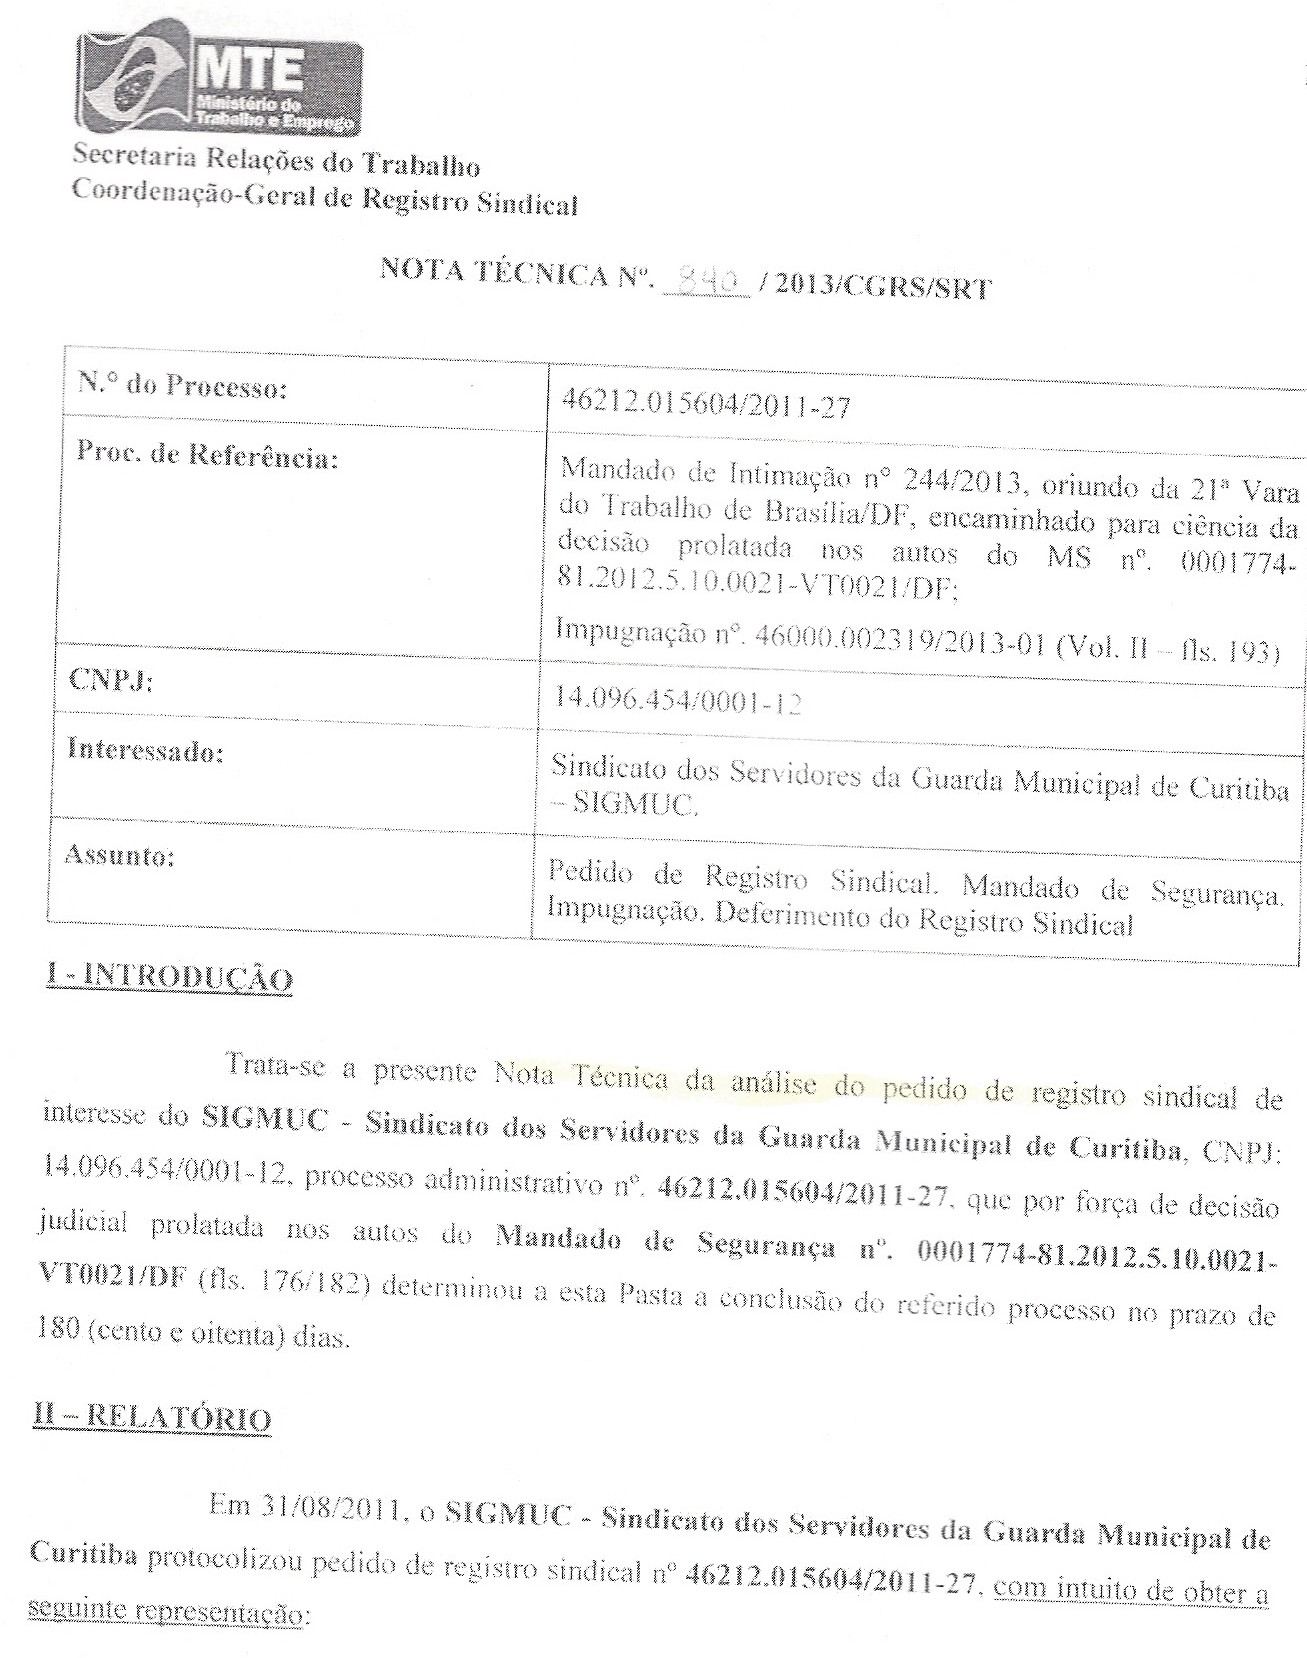 MTE
Ministério do
Trabalho e Emprego
Secretaria Relações do Trabalho
Coordenação-Geral de Registro Sindical
NOTA TÉCNICA Nº. 840 / 2013/CGRS/SRT
N.º do Processo:
46212.015604/2011-27
Proc. de Referência:
Mandado de Intimação nº 244/2013, oriundo da 21ª Vara
do Trabalho de Brasília/DF, encaminhado para ciência da
decisão prolatada nos autos do MS nº. 0001774-
81.2012.5.10.0021-VT0021/DF;
Impugnação nº. 46000.002319/2013-01 (Vol. II – fls. 193)
CNPJ:
14.096.454/0001-12
Interessado:
Sindicato dos Servidores da Guarda Municipal de Curitiba
– SIGMUC.
Assunto:
Pedido de Registro Sindical. Mandado de Segurança.
Impugnação. Deferimento do Registro Sindical
I - INTRODUÇÃO
Trata-se a presente Nota Técnica da análise do pedido de registro sindical de
interesse do SIGMUC - Sindicato dos Servidores da Guarda Municipal de Curitiba, CNPJ:
14.096.454/0001-12, processo administrativo nº. 46212.015604/2011-27, que por força de decisão
judicial prolatada nos autos do Mandado de Segurança nº. 0001774-81.2012.5.10.0021-
VT0021/DF (fls. 176/182) determinou a esta Pasta a conclusão do referido processo no prazo de
180 (cento e oitenta) dias.
II – RELATÓRIO
Em 31/08/2011, o SIGMUC - Sindicato dos Servidores da Guarda Municipal de
Curitiba protocolizou pedido de registro sindical nº 46212.015604/2011-27, com intuito de obter a
seguinte representação: